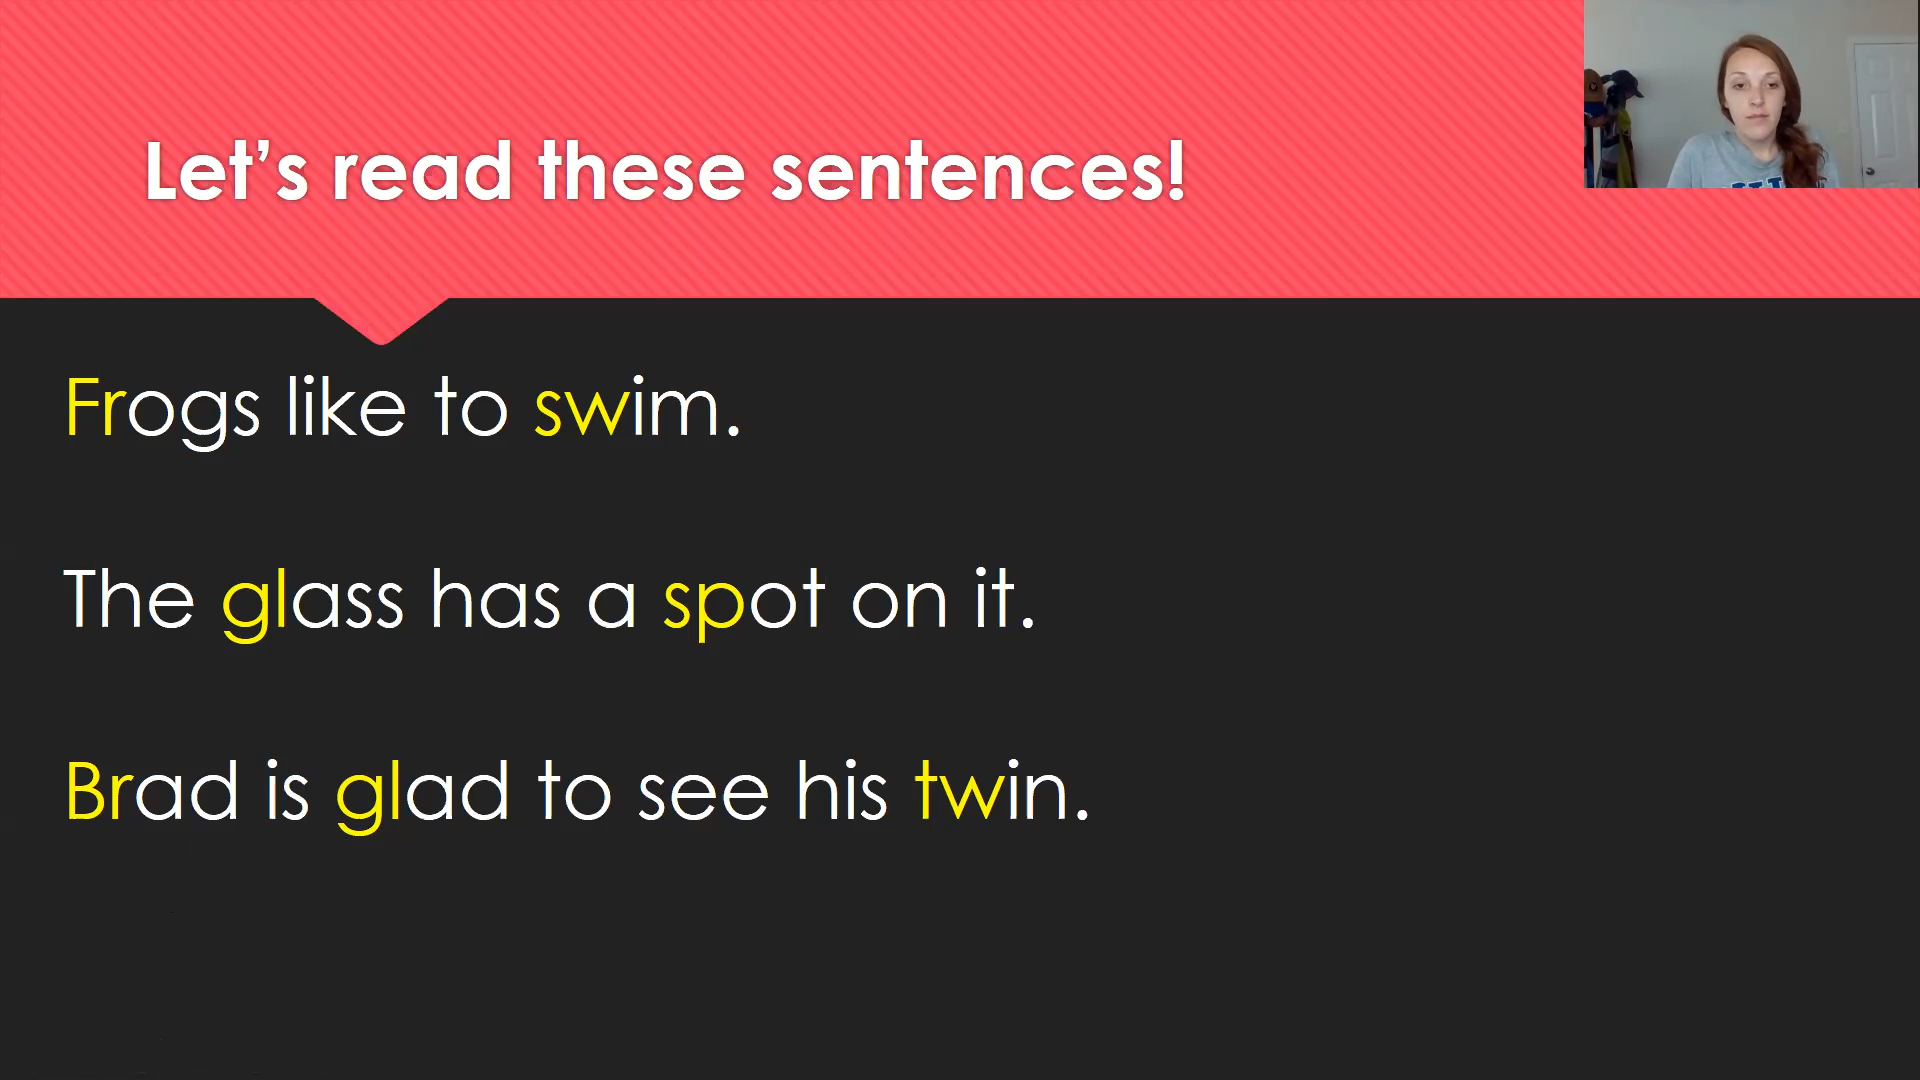 Let's read these sentences!
Frogs like to swim.
The glass has a spot on it.
Brad is glad to see his twin.